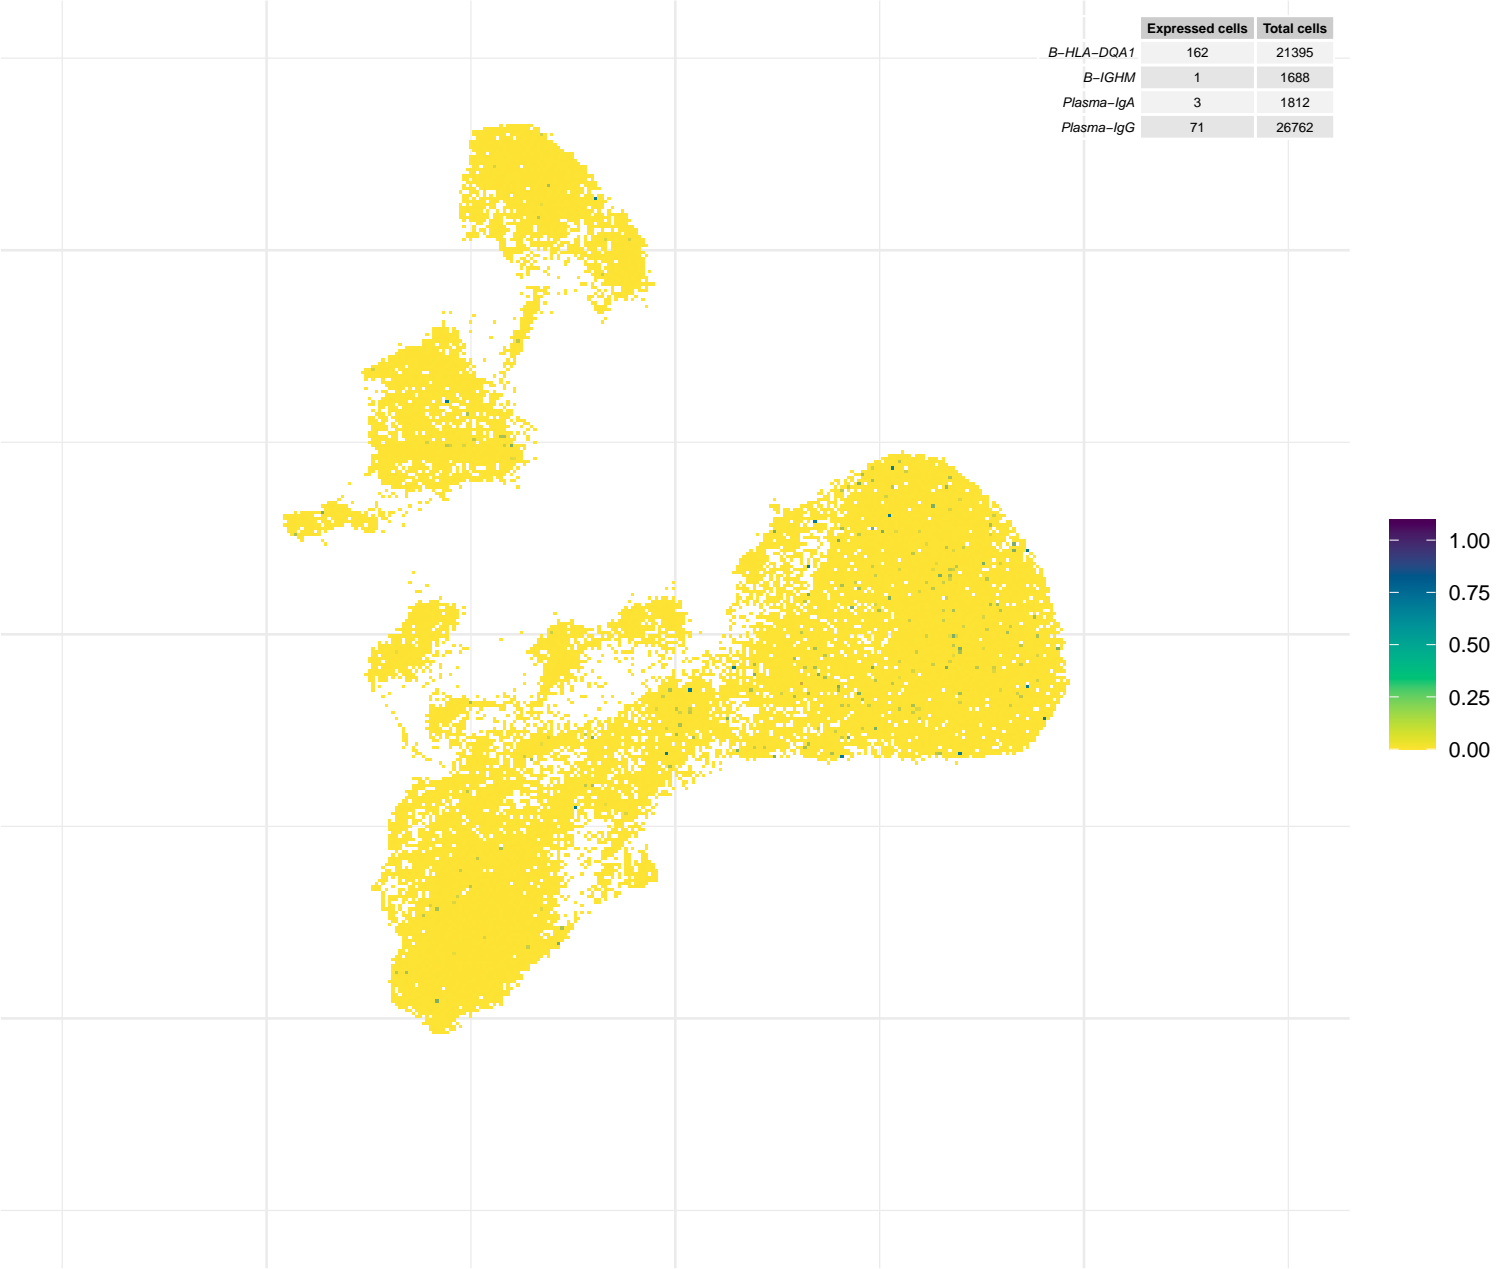 Expressed cells Total cells
B−HLA−DQA1 162 21395
B−IGHM 1 1688
Plasma−IgA 3 1812
Plasma−IgG 71 26762
1.00
0.75
0.50
0.25
0.00